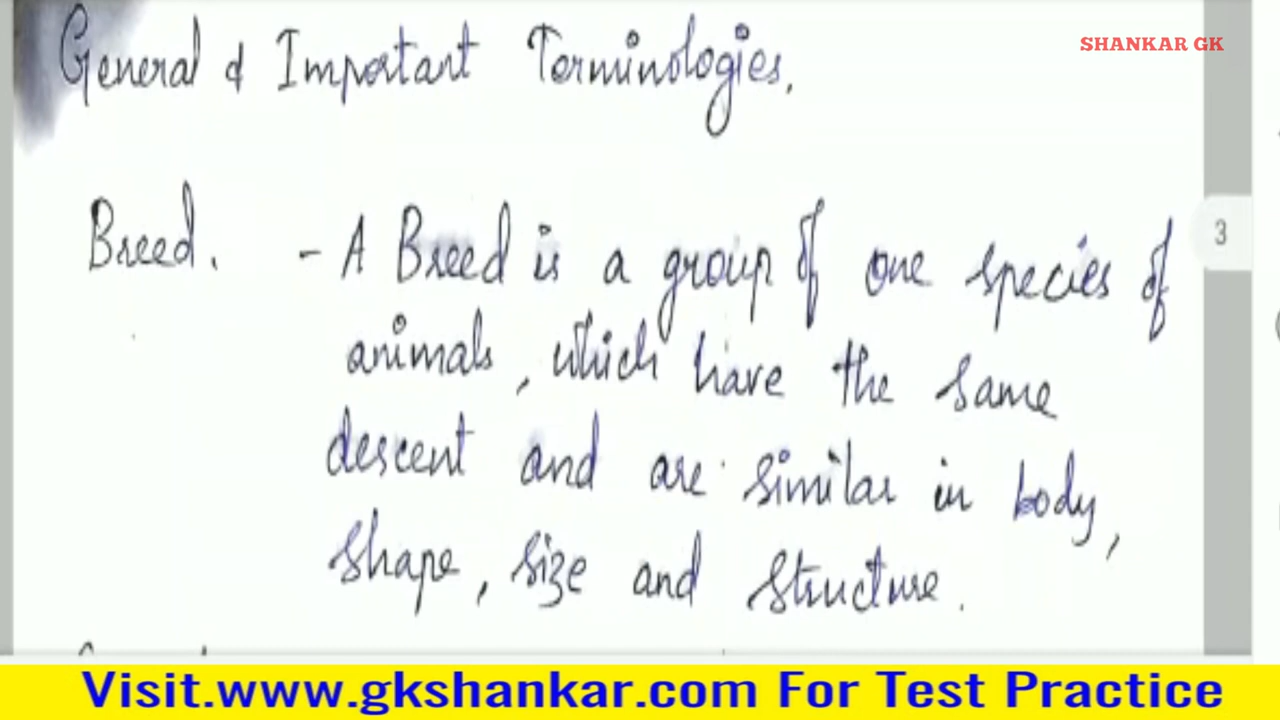 SHANKAR GK
General & Important Terminologies.
3
Breed. - A Breed is a group of one species of
animals, which have the same
descent and are similar in body,
shape, size and structure.
Visit.www.gkshankar.com For Test Practice